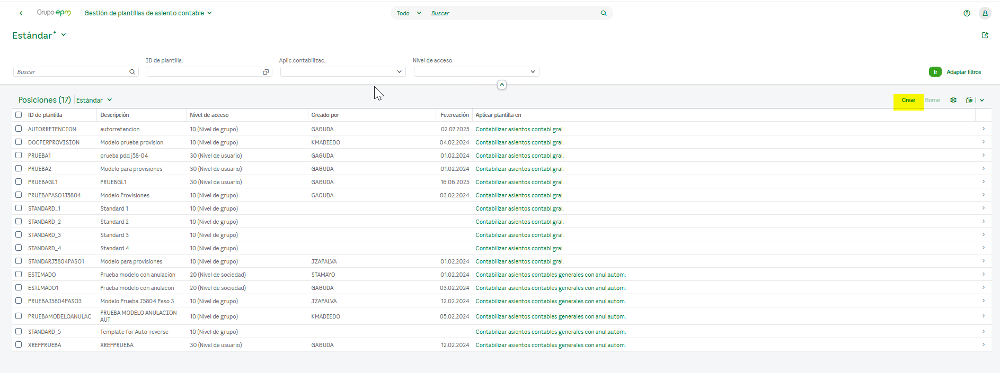 Grupo·epm Gestión de plantillas de asiento contable Todo Buscar
Estándar*
ID de plantilla: Aplic.contabilizac.: Nivel de acceso:
Buscar Ir Adaptar filtros
Posiciones (17) Estándar Crear Borrar
ID de plantilla Descripción Nivel de acceso Creado por Fe.creación Aplicar plantilla en
AUTORRETENCION autorretencion 10 (Nivel de grupo) GAGUDA 02.07.2025 Contabilizar asientos contabl.gral.
DOCPERPROVISION Modelo prueba provision 10 (Nivel de grupo) KMADIEDO 04.02.2024 Contabilizar asientos contabl.gral.
PRUEBA1 prueba pdd j58-04 30 (Nivel de usuario) GAGUDA 01.02.2024 Contabilizar asientos contabl.gral.
PRUEBA2 Modelo para provisiones 30 (Nivel de usuario) GAGUDA 01.02.2024 Contabilizar asientos contabl.gral.
PRUEBAGL1 PRUEBGL1 30 (Nivel de usuario) GAGUDA 16.06.2025 Contabilizar asientos contabl.gral.
PRUEBAPASO1J5804 Modelo Provisiones 10 (Nivel de grupo) GAGUDA 03.02.2024 Contabilizar asientos contabl.gral.
STANDARD_1 Standard 1 10 (Nivel de grupo) Contabilizar asientos contabl.gral.
STANDARD_2 Standard 2 10 (Nivel de grupo) Contabilizar asientos contabl.gral.
STANDARD_3 Standard 3 10 (Nivel de grupo) Contabilizar asientos contabl.gral.
STANDARD_4 Standard 4 10 (Nivel de grupo) Contabilizar asientos contabl.gral.
STANDARJ5804PASO1 Modelo para provisiones 10 (Nivel de grupo) JZAPALVA 01.02.2024 Contabilizar asientos contabl.gral.
ESTIMADO Prueba modelo con anulación 20 (Nivel de sociedad) STAMAYO 01.02.2024 Contabilizar asientos contables generales con anul.autom.
ESTIMADO1 Prueba modelo con anulacon 20 (Nivel de sociedad) GAGUDA 03.02.2024 Contabilizar asientos contables generales con anul.autom.
PRUEBAJ5804PASO3 Modelo Prueba J5804 Paso 3 10 (Nivel de grupo) JZAPALVA 12.02.2024 Contabilizar asientos contables generales con anul.autom.
PRUEBAMODELOANULAC PRUEBA MODELO ANULACION 10 (Nivel de grupo) KMADIEDO 05.02.2024 Contabilizar asientos contables generales con anul.autom.
AUT
STANDARD_5 Template for Auto-reverse 10 (Nivel de grupo) Contabilizar asientos contables generales con anul.autom.
XREFPRUEBA XREFPRUEBA 30 (Nivel de usuario) GAGUDA 12.02.2024 Contabilizar asientos contables generales con anul.autom.